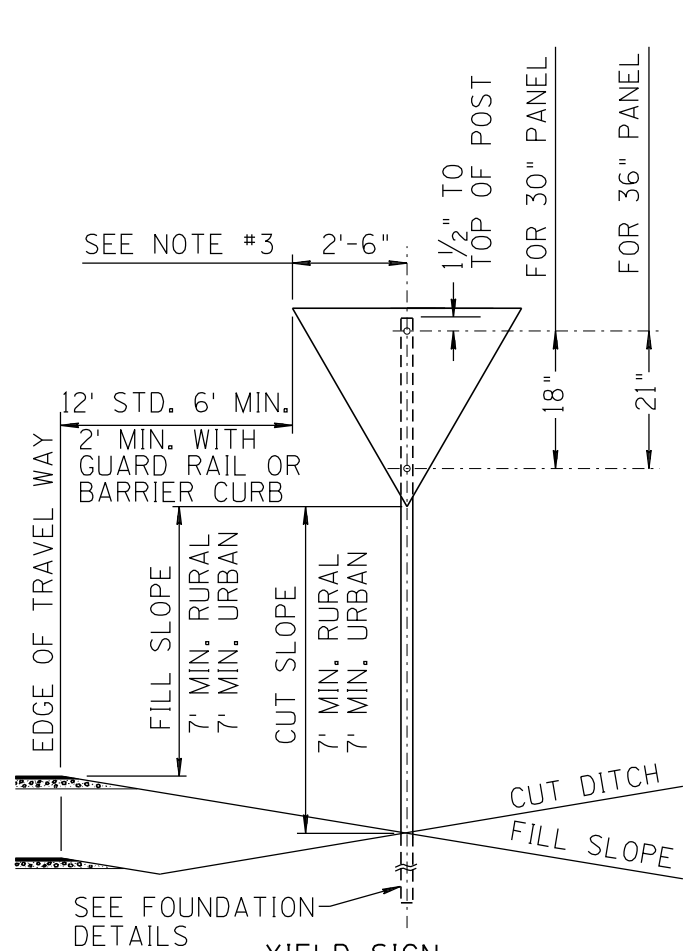 SEE NOTE #3
2'-6"
1½" TO
TOP OF POST
FOR 30" PANEL
FOR 36" PANEL
18"
21"
12' STD. 6' MIN.
2' MIN. WITH
GUARD RAIL OR
BARRIER CURB
EDGE OF TRAVEL WAY
FILL SLOPE
7' MIN. RURAL
7' MIN. URBAN
CUT SLOPE
7' MIN. RURAL
7' MIN. URBAN
CUT DITCH
FILL SLOPE
SEE FOUNDATION
DETAILS
YIELD SIGN